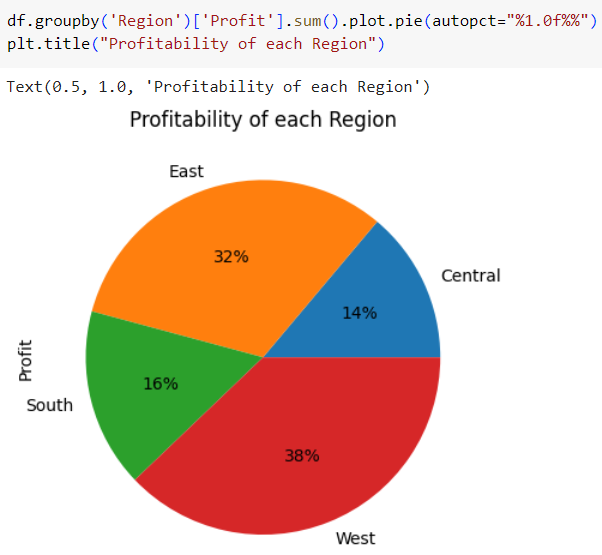 df.groupby('Region')['Profit'].sum().plot.pie(autopct="%1.0f%%")
plt.title("Profitability of each Region")
Text(0.5, 1.0, 'Profitability of each Region')
Profitability of each Region
East
32%
Central
14%
Profit
16%
South
38%
West